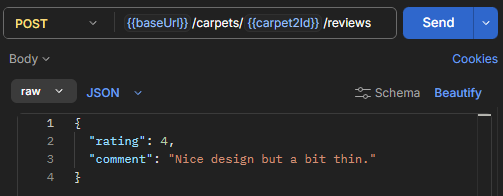 POST {{baseUrl}} /carpets/ {{carpet2Id}} /reviews Send
Body Cookies
raw JSON Schema Beautify
1 {
2 "rating": 4,
3 "comment": "Nice design but a bit thin."
4 }